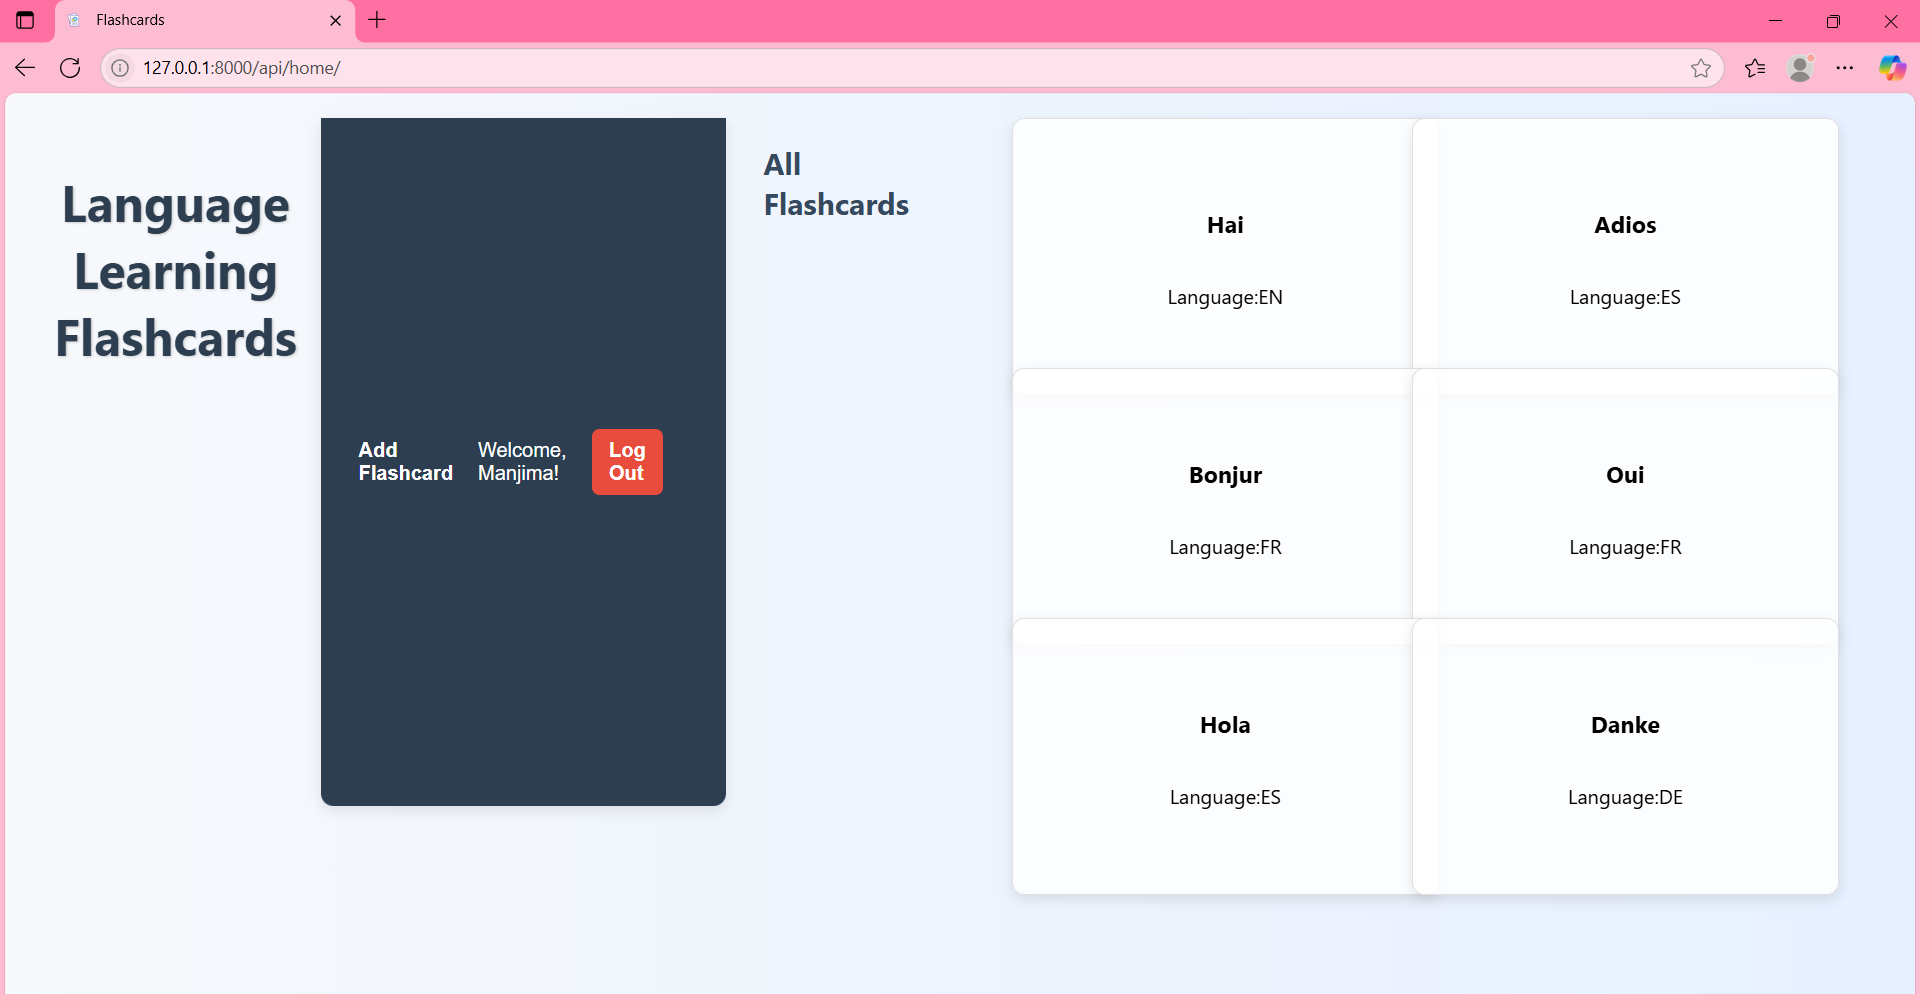 Flashcards
127.0.0.1:8000/api/home/
Language
Learning
Flashcards
Add
Flashcard
Welcome,
Manjima!
Log
Out
All
Flashcards
Hai
Language:EN
Adios
Language:ES
Bonjur
Language:FR
Oui
Language:FR
Hola
Language:ES
Danke
Language:DE